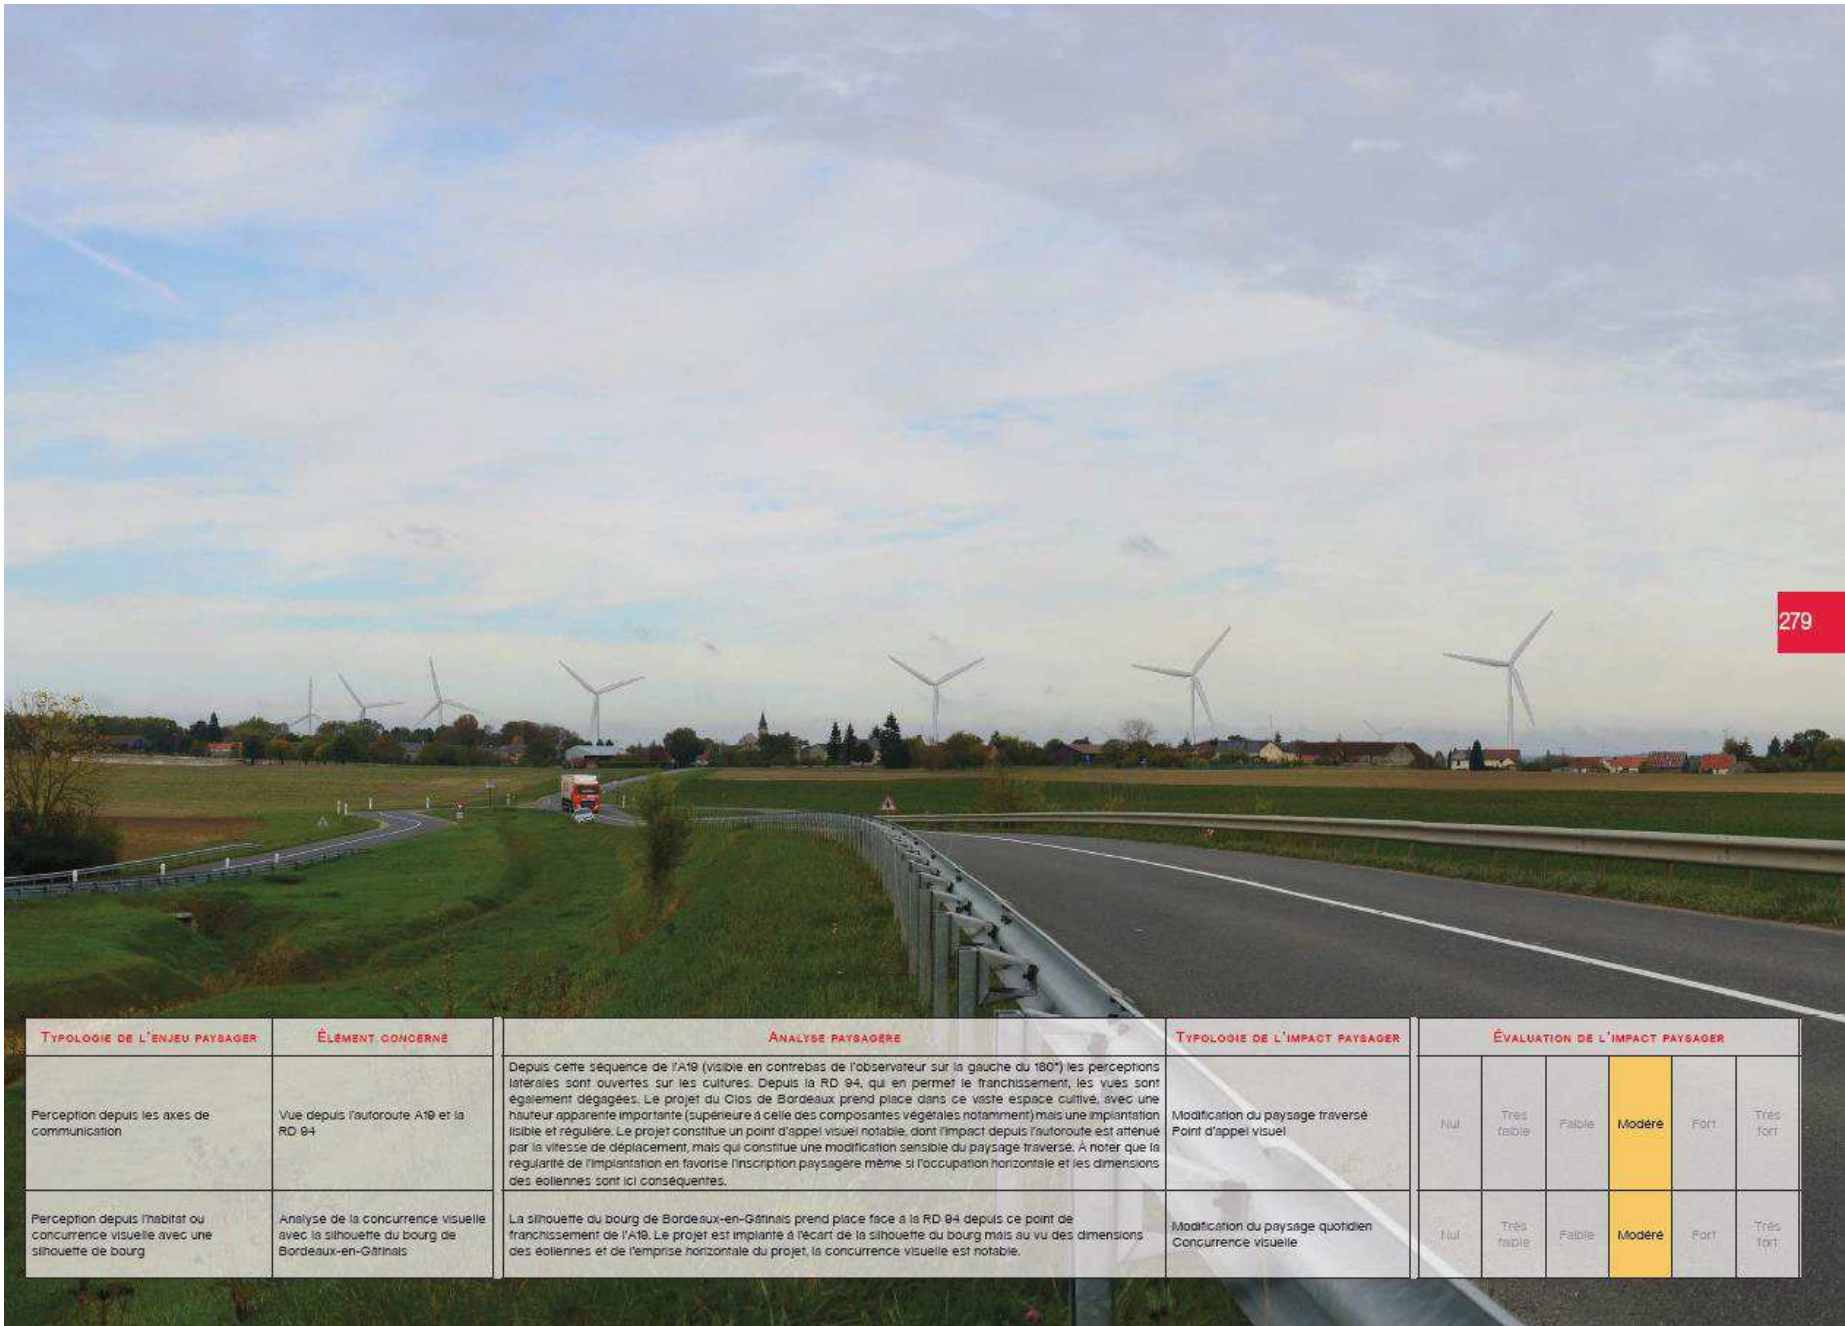 279
TYPOLOGIE DE L'ENJEU PAYSAGER
ÉLÉMENT CONCERNÉ
ANALYSE PAYSAGÈRE
TYPOLOGIE DE L'IMPACT PAYSAGER
ÉVALUATION DE L'IMPACT PAYSAGER
Perception depuis les axes de
communication
Vue depuis l'autoroute A19 et la
RD 94
Depuis cette séquence de l'A19 (visible en contrebas de l'observateur sur la gauche du 180°) les perceptions
latérales sont ouvertes sur les cultures. Depuis la RD 94, qui en permet le franchissement, les vues sont
également dégagées. Le projet du Clos de Bordeaux prend place dans ce vaste espace cultivé, avec une
hauteur apparente importante (supérieure à celle des composantes végétales notamment) mais une implantation
lisible et régulière. Le projet constitue un point d'appel visuel notable, dont l'impact depuis l'autoroute est atténué
par la vitesse de déplacement, mais qui constitue une modification sensible du paysage traversé. À noter que la
régularité de l'implantation en favorise l'inscription paysagère même si l'occupation horizontale et les dimensions
des éoliennes sont ici conséquentes.
Modification du paysage traversé
Point d'appel visuel
Nul
Très
faible
Faible
Modéré
Fort
Très
fort
Perception depuis l'habitat ou
concurrence visuelle avec une
silhouette de bourg
Analyse de la concurrence visuelle
avec la silhouette du bourg de
Bordeaux-en-Gâtinais
La silhouette du bourg de Bordeaux-en-Gâtinais prend place face à la RD 94 depuis ce point de
franchissement de l'A19. Le projet est implanté à l'écart de la silhouette du bourg mais au vu des dimensions
des éoliennes et de l'emprise horizontale du projet, la concurrence visuelle est notable.
Modification du paysage quotidien
Concurrence visuelle
Nul
Très
faible
Faible
Modéré
Fort
Très
fort